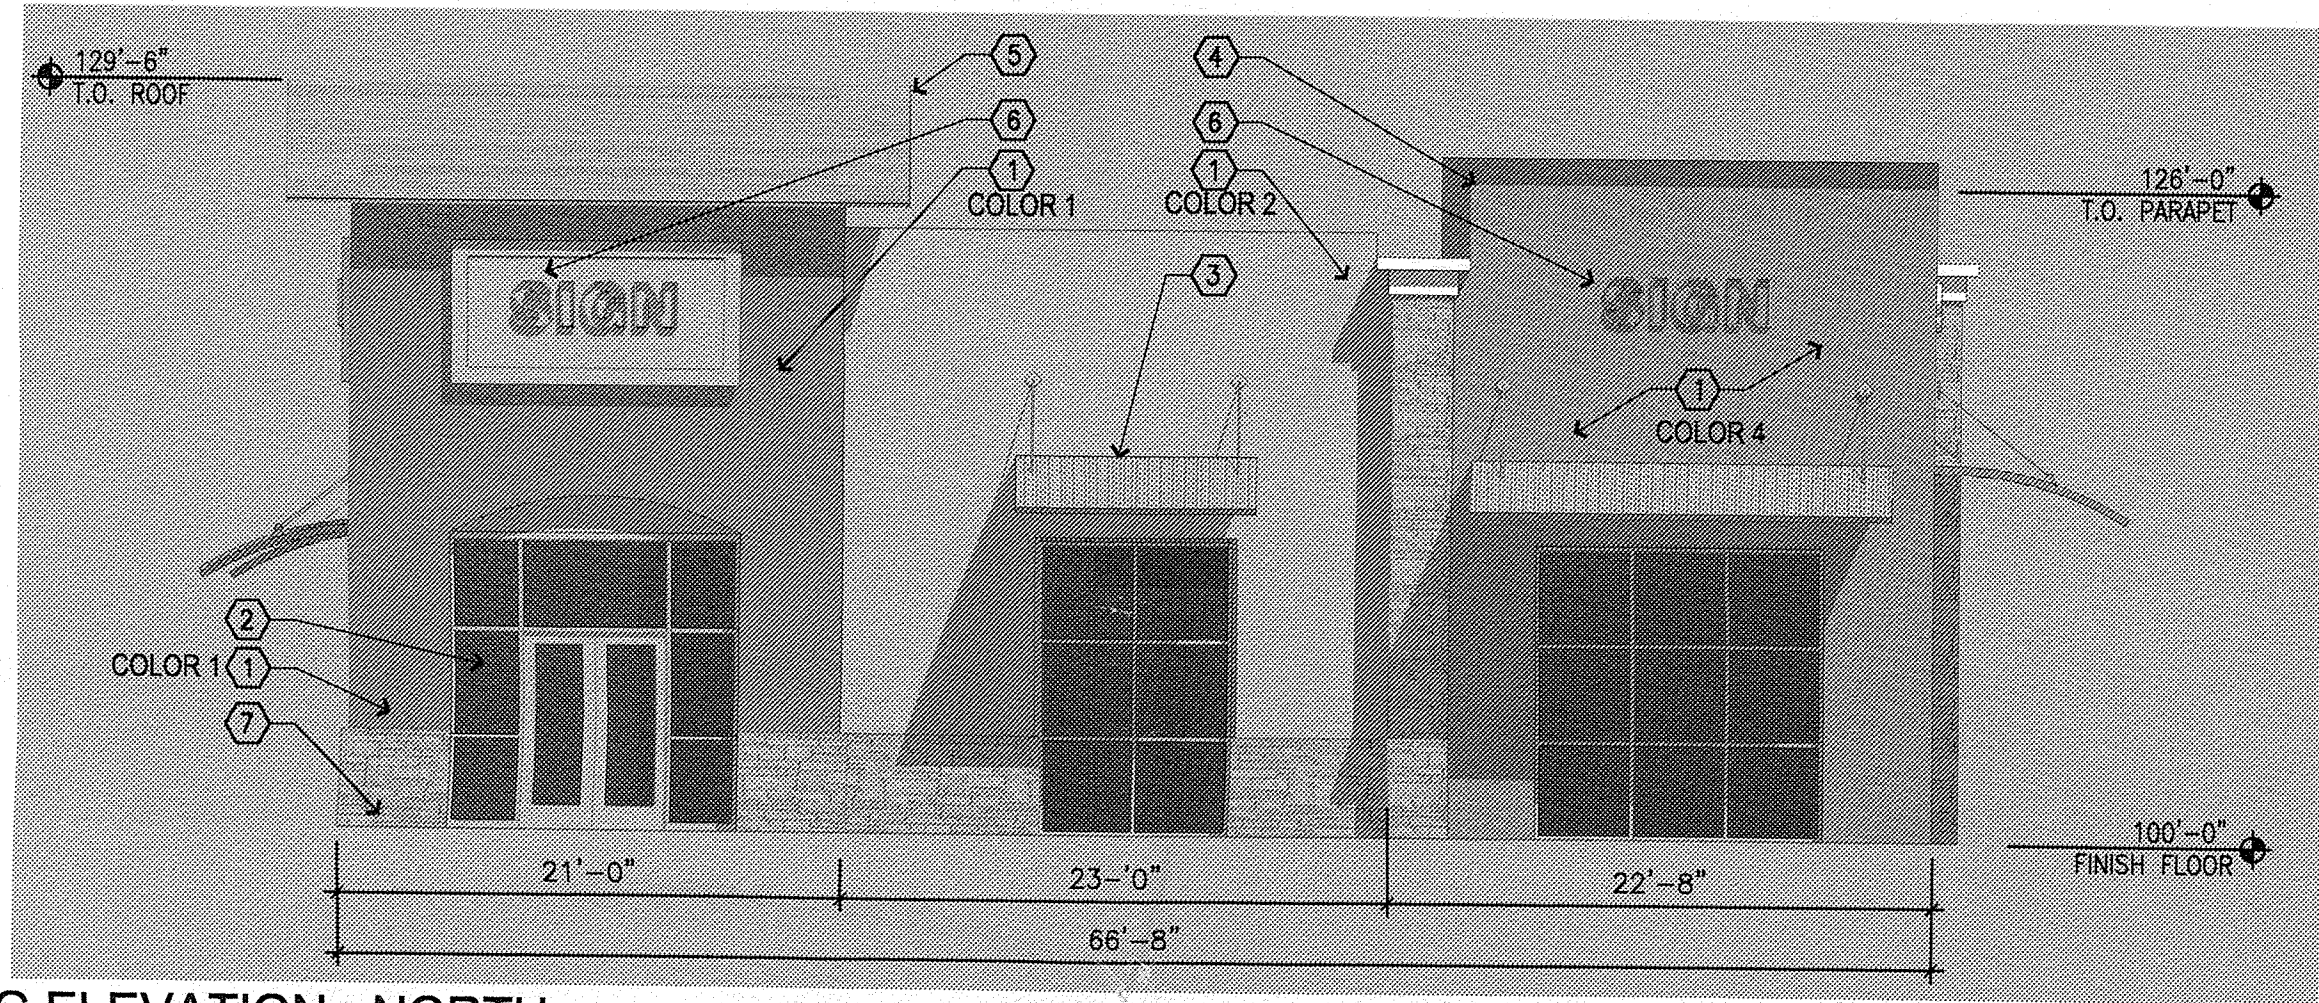 129'-6"
T.O. ROOF
5
4
6
6
1
COLOR 1
1
COLOR 2
126'-0"
T.O. PARAPET
3
SIGN
SIGN
1
COLOR 4
2
COLOR 1 1
7
100'-0"
FINISH FLOOR
21'-0"
23-'0"
22'-8"
66'-8"
ELEVATION - NORTH